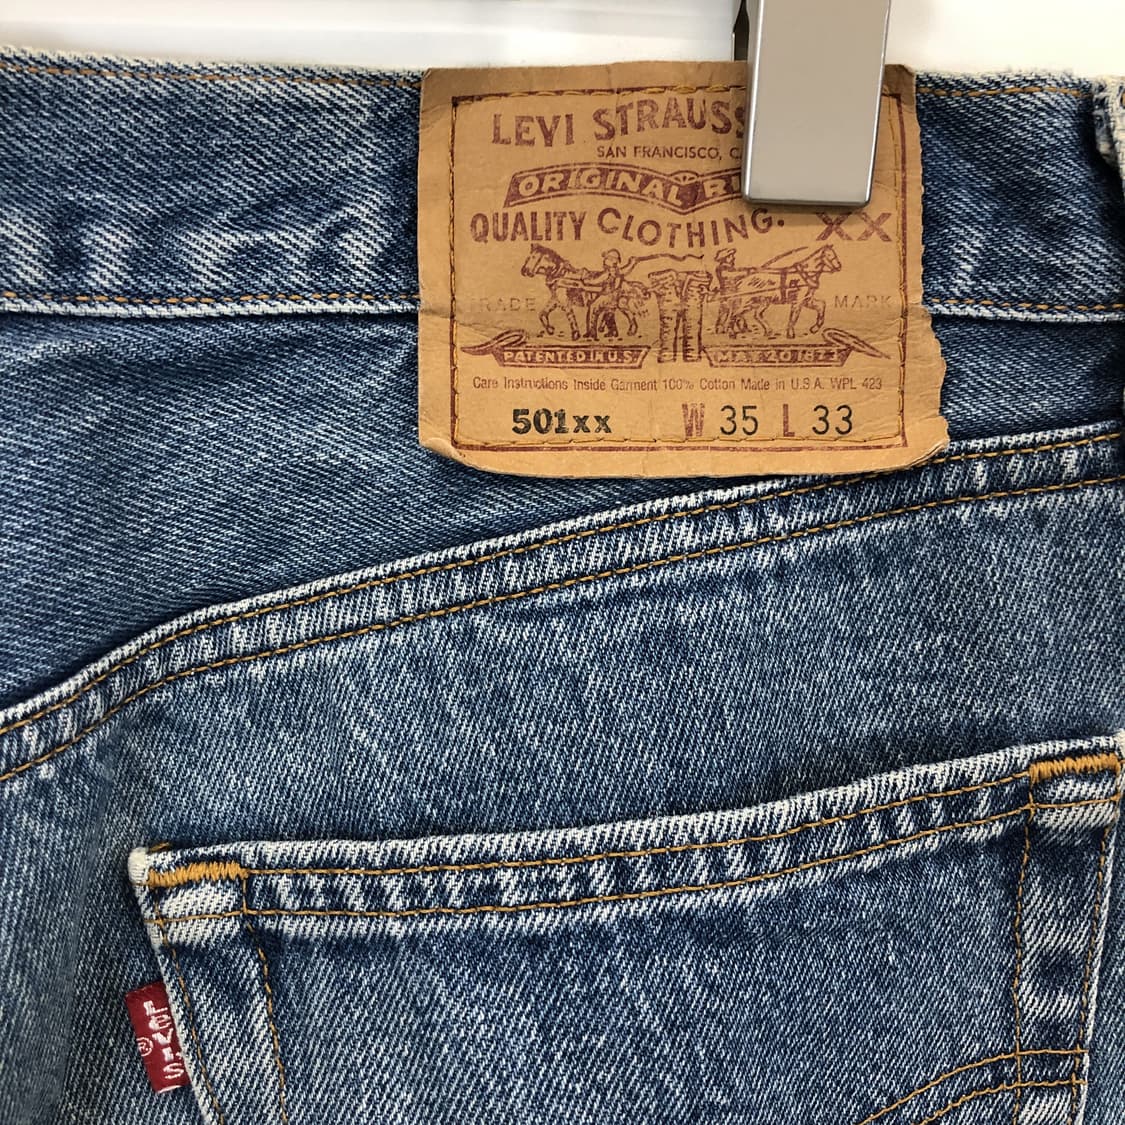 LEVI STRAUSS
SAN FRANCISCO, C
ORIGINAL R
QUALITY CLOTHING. XX
TRADE MARK
PATENTED IN U.S. MAY 20 1873
Care Instructions Inside Garment 100% Cotton Made in U.S.A. WPL 423
501xx W 35 L 33
LEVI'S
®